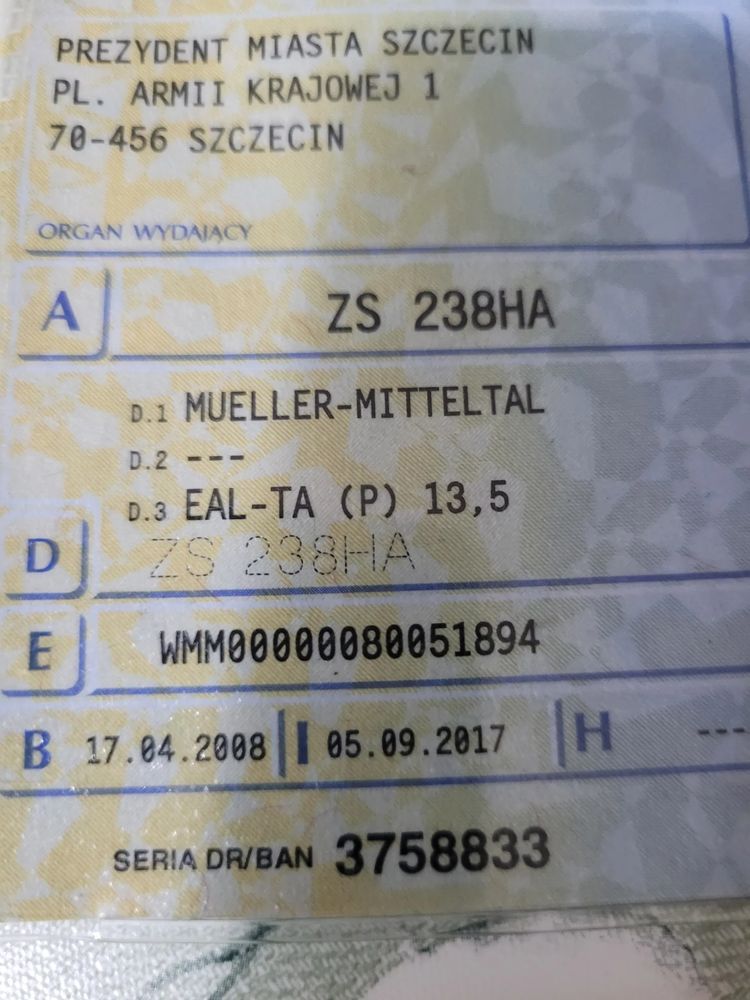 PREZYDENT MIASTA SZCZECIN
PL. ARMII KRAJOWEJ 1
70-456 SZCZECIN
ORGAN WYDAJĄCY
A ZS 238HA
D.1 MUELLER-MITTELTAL
D.2 ---
D.3 EAL-TA (P) 13,5
D ZS 238HA
E WMM00000080051894
B 17.04.2008 I 05.09.2017 H ---
SERIA DR/BAN 3758833